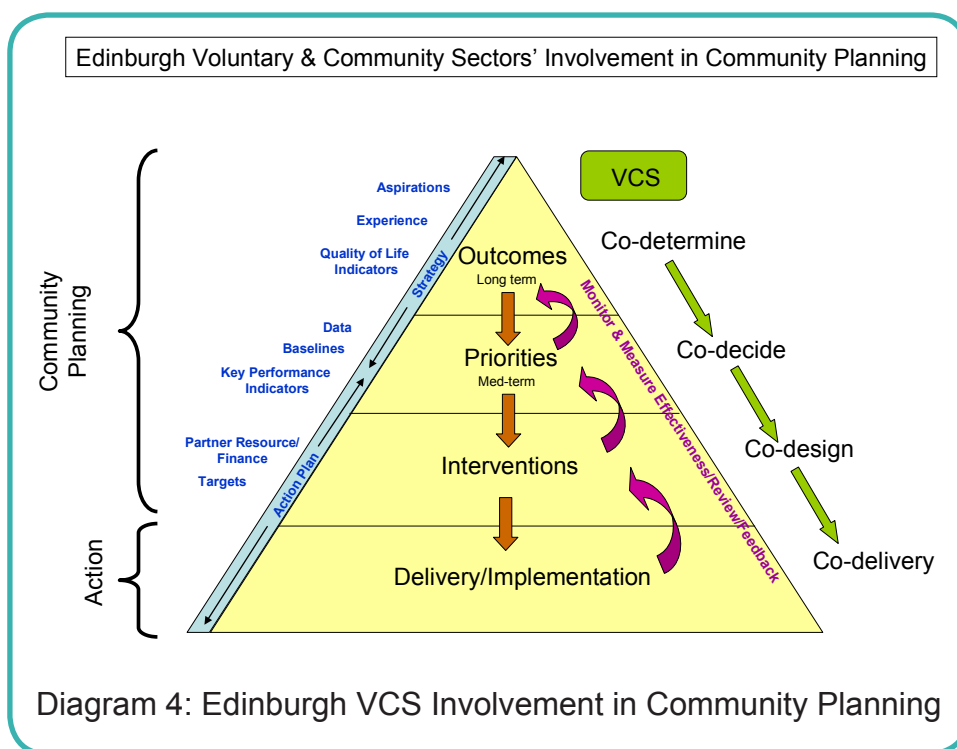 Edinburgh Voluntary & Community Sectors' Involvement in Community Planning
VCS
Aspirations
Experience
Quality of Life
Indicators
Strategy
Outcomes
Long term
Co-determine
Community
Planning
Data
Baselines
Key Performance
Indicators
Priorities
Med-term
Monitor & Measure Effectiveness/Review/Feedback
Co-decide
Partner Resource/
Finance
Targets
Action Plan
Interventions
Co-design
Action
Delivery/Implementation
Co-delivery
Diagram 4: Edinburgh VCS Involvement in Community Planning